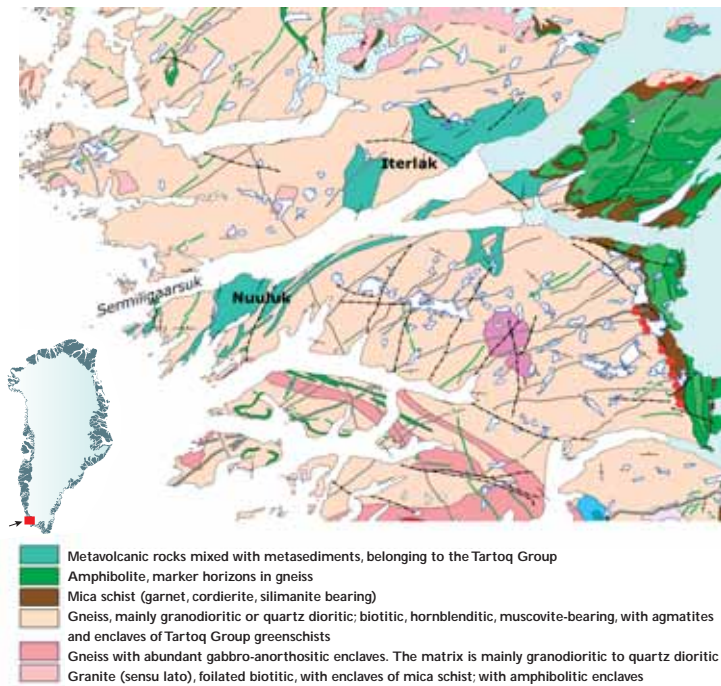 Iterlak
Sermiligaarsuk
Nuuluk
Metavolcanic rocks mixed with metasediments, belonging to the Tartoq Group
Amphibolite, marker horizons in gneiss
Mica schist (garnet, cordierite, silimanite bearing)
Gneiss, mainly granodioritic or quartz dioritic; biotitic, hornblenditic, muscovite-bearing, with agmatites
and enclaves of Tartoq Group greenschists
Gneiss with abundant gabbro-anorthositic enclaves. The matrix is mainly granodioritic to quartz dioritic
Granite (sensu lato), foliated biotitic, with enclaves of mica schist; with amphibolitic enclaves